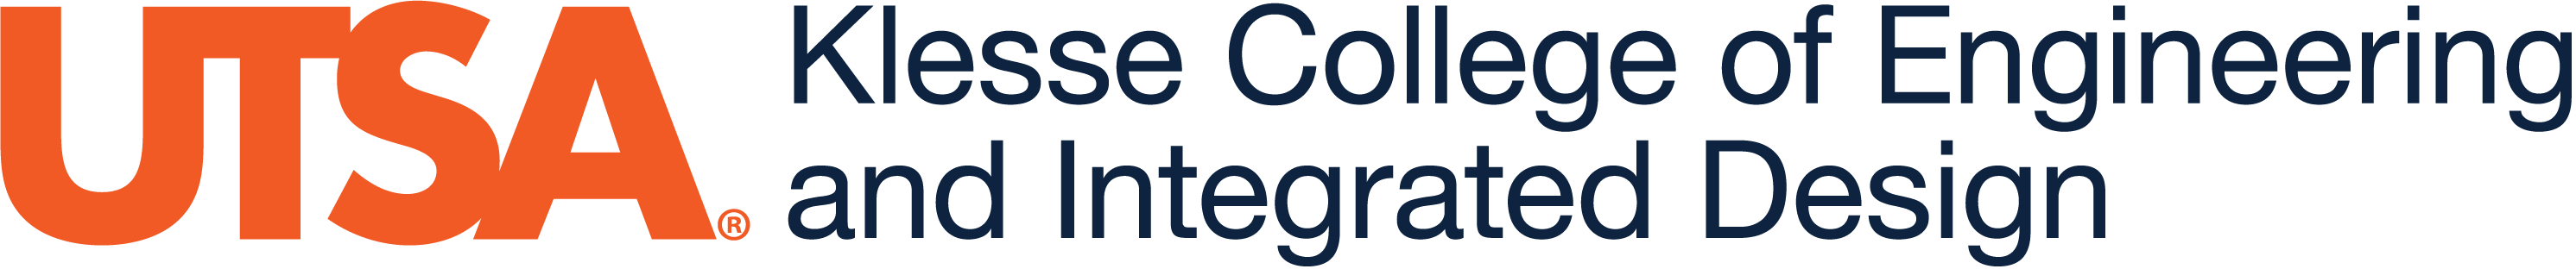 UTSA®
Klesse College of Engineering
and Integrated Design